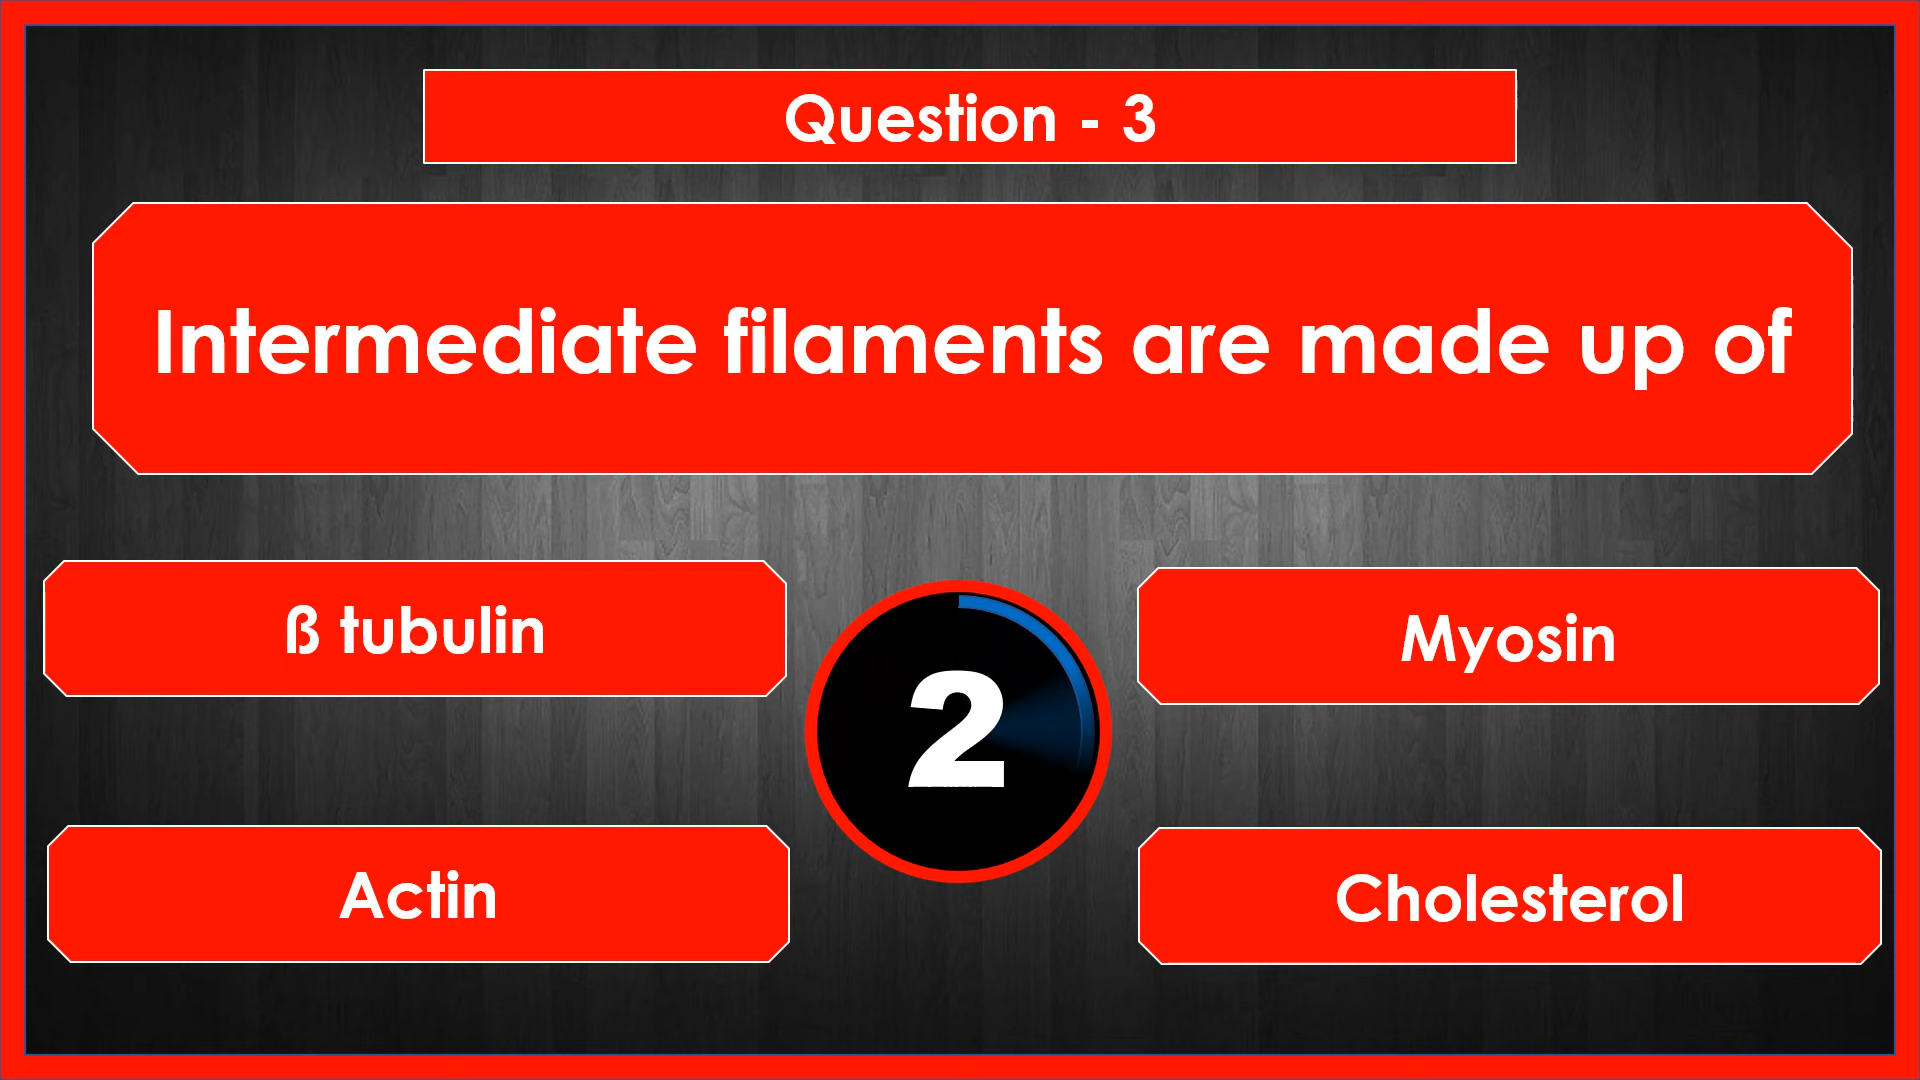 Question - 3
Intermediate filaments are made up of
ß tubulin
Myosin
2
Actin
Cholesterol